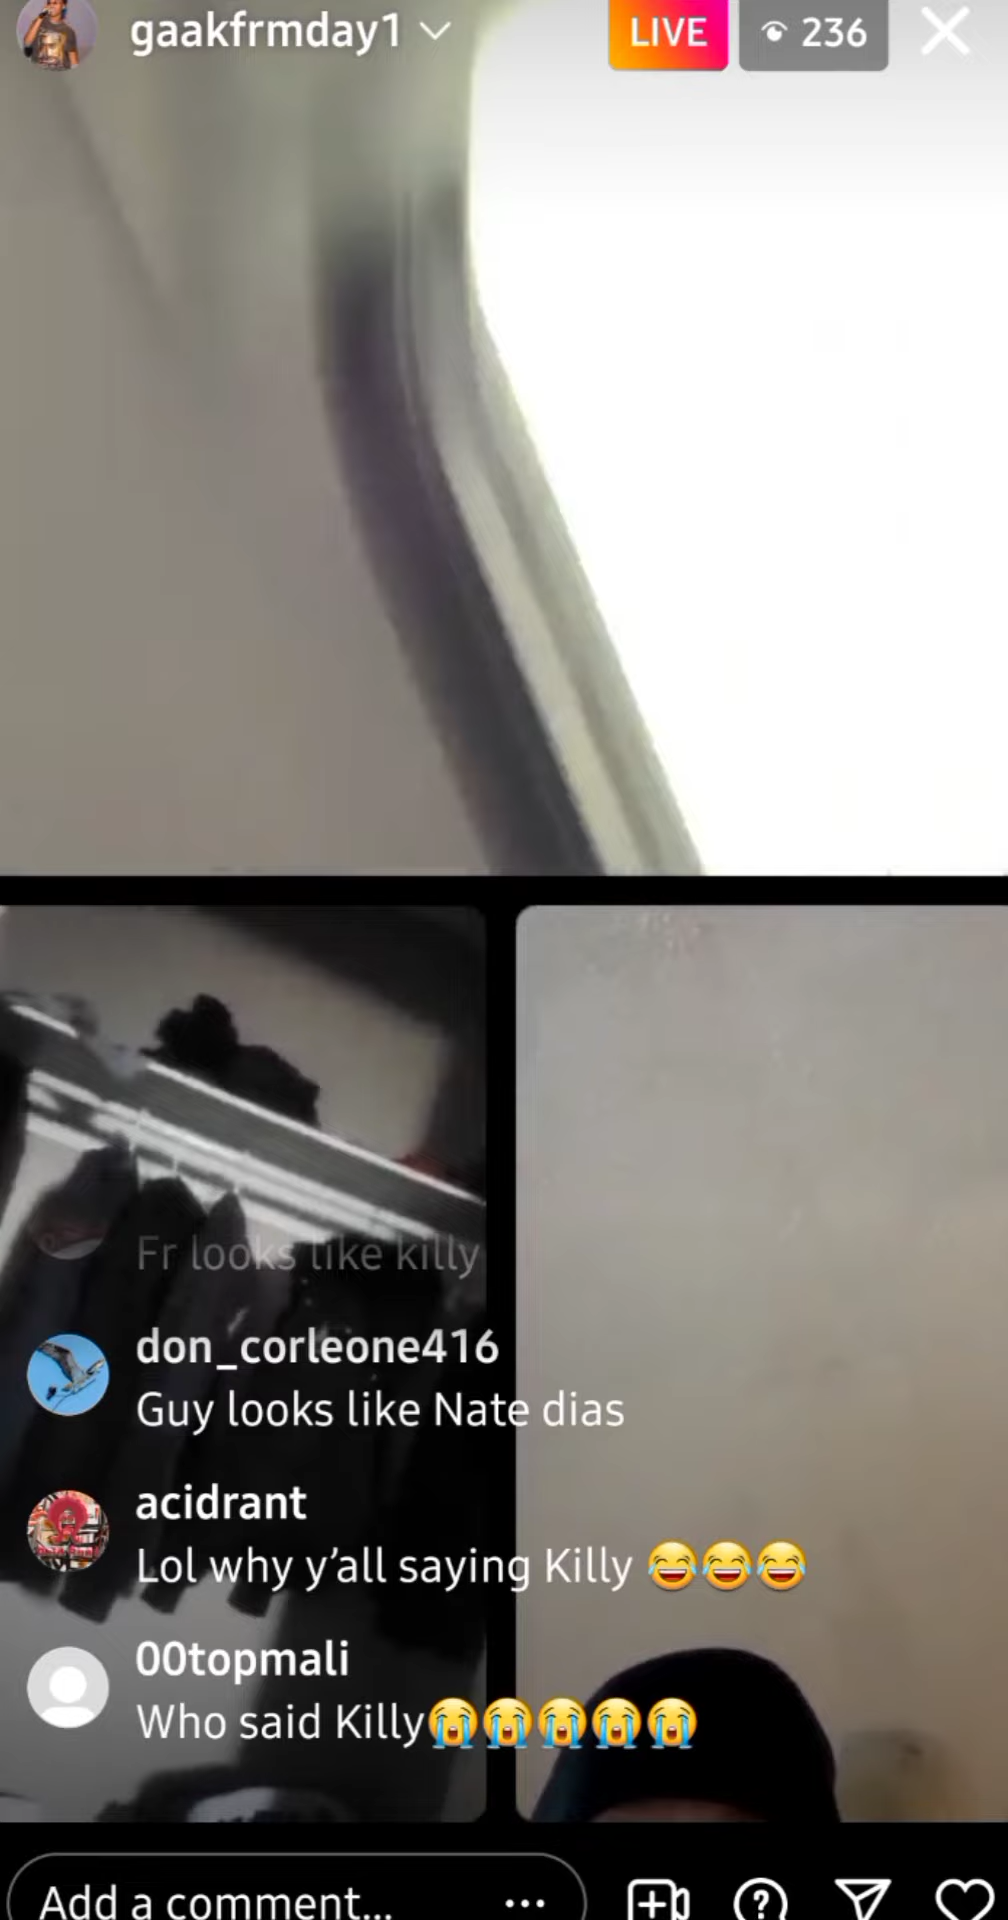 gaakfrmday1
LIVE
236
Fr looks like killy
don_corleone416
Guy looks like Nate dias
acidrant
Lol why y'all saying Killy 😂😂😂
00topmali
Who said Killy😭😭😭😭😭
Add a comment...